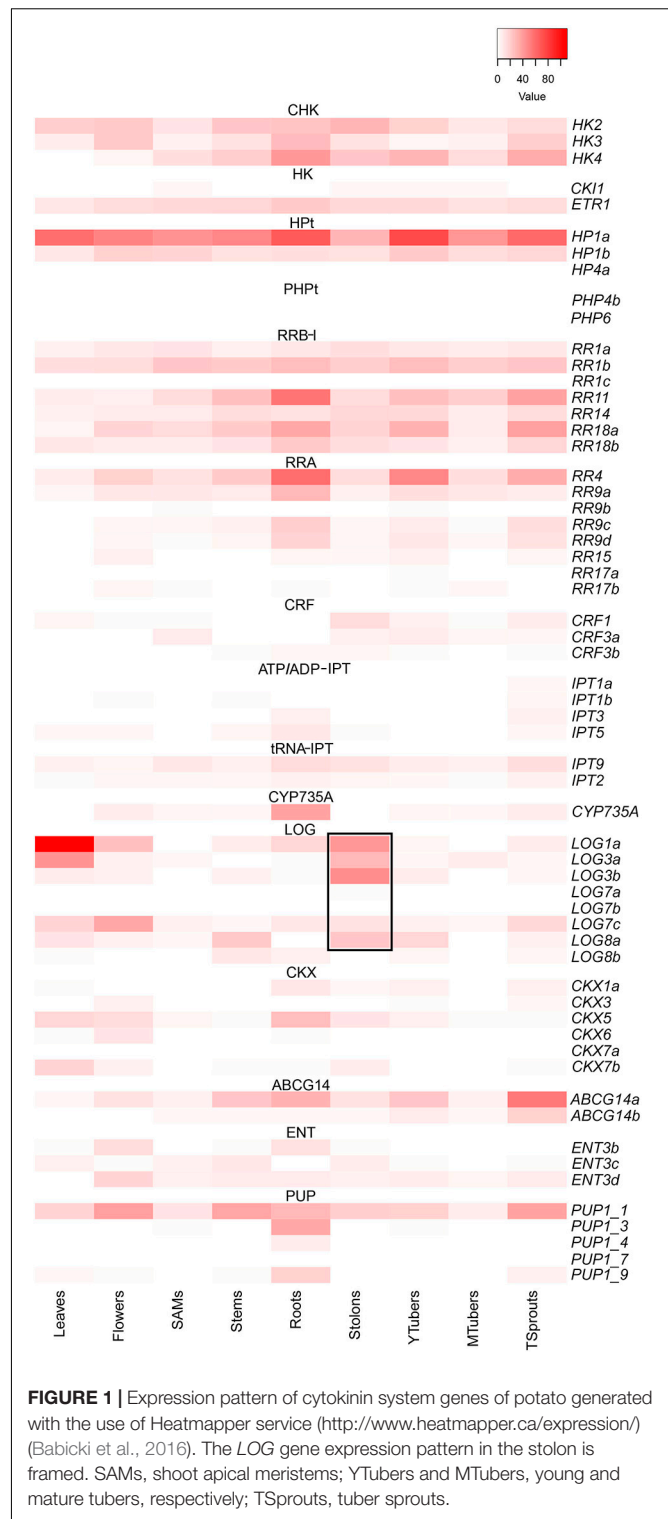 0 40 80
Value
CHK
HK2
HK3
HK4
HK
CKI1
ETR1
HPt
HP1a
HP1b
HP4a
PHPt
PHP4b
PHP6
RRB-I
RR1a
RR1b
RR1c
RR11
RR14
RR18a
RR18b
RRA
RR4
RR9a
RR9b
RR9c
RR9d
RR15
RR17a
RR17b
CRF
CRF1
CRF3a
CRF3b
ATP/ADP-IPT
IPT1a
IPT1b
IPT3
IPT5
tRNA-IPT
IPT9
IPT2
CYP735A
CYP735A
LOG
LOG1a
LOG3a
LOG3b
LOG7a
LOG7b
LOG7c
LOG8a
LOG8b
CKX
CKX1a
CKX3
CKX5
CKX6
CKX7a
CKX7b
ABCG14
ABCG14a
ABCG14b
ENT
ENT3b
ENT3c
ENT3d
PUP
PUP1_1
PUP1_3
PUP1_4
PUP1_7
PUP1_9
Leaves
Flowers
SAMs
Stems
Roots
Stolons
YTubers
MTubers
TSprouts
FIGURE 1 | Expression pattern of cytokinin system genes of potato generated
with the use of Heatmapper service (http://www.heatmapper.ca/expression/)
(Babicki et al., 2016). The LOG gene expression pattern in the stolon is
framed. SAMs, shoot apical meristems; YTubers and MTubers, young and
mature tubers, respectively; TSprouts, tuber sprouts.